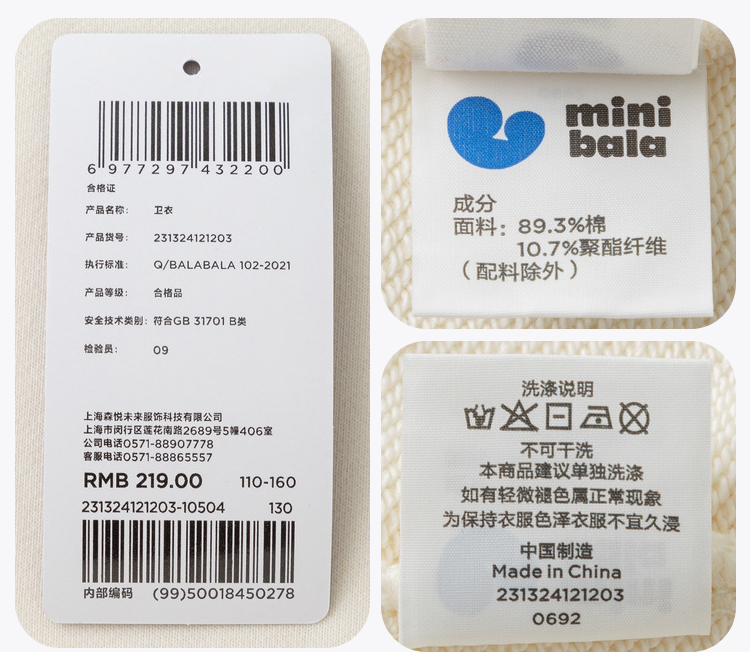 6 977297 432200
合格证
产品名称： 卫衣
产品货号： 231324121203
执行标准： Q/BALABALA 102-2021
产品等级： 合格品
安全技术类别：符合GB 31701 B类
检验员： 09
上海森悦未来服饰科技有限公司
上海市闵行区莲花南路2689号5幢406室
公司电话0571-88907778
客服电话0571-88865557
RMB 219.00 110-160
231324121203-10504 130
内部编码 (99)50018450278
mini
bala
成分
面料：89.3%棉
10.7%聚酯纤维
（配料除外）
洗涤说明
不可干洗
本商品建议单独洗涤
如有轻微褪色属正常现象
为保持衣服色泽衣服不宜久浸
中国制造
Made in China
231324121203
0692